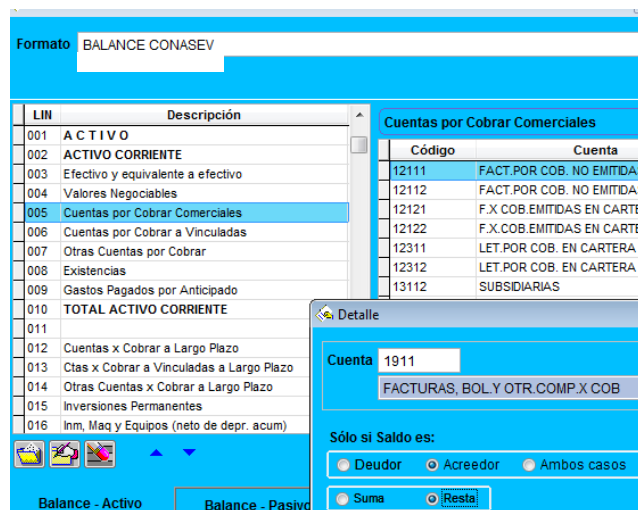 Formato BALANCE CONASEV
LIN Descripción
001 A C T I V O
002 ACTIVO CORRIENTE
003 Efectivo y equivalente a efectivo
004 Valores Negociables
005 Cuentas por Cobrar Comerciales
006 Cuentas por Cobrar a Vinculadas
007 Otras Cuentas por Cobrar
008 Existencias
009 Gastos Pagados por Anticipado
010 TOTAL ACTIVO CORRIENTE
011
012 Cuentas x Cobrar a Largo Plazo
013 Ctas x Cobrar a Vinculadas a Largo Plazo
014 Otras Cuentas x Cobrar a Largo Plazo
015 Inversiones Permanentes
016 Inm, Maq y Equipos (neto de depr. acum)
Balance - Activo Balance - Pasivo
Cuentas por Cobrar Comerciales
Código Cuenta
12111 FACT.POR COB. NO EMITIDA
12112 FACT.POR COB. NO EMITIDA
12121 F.X COB.EMITIDAS EN CARTE
12122 F.X COB.EMITIDAS EN CARTE
12311 LET.POR COB. EN CARTERA
12312 LET.POR COB. EN CARTERA
13112 SUBSIDIARIAS
Detalle
Cuenta 1911
FACTURAS, BOL.Y OTR.COMP.X COB
Sólo si Saldo es:
Deudor Acreedor Ambos casos
Suma Resta